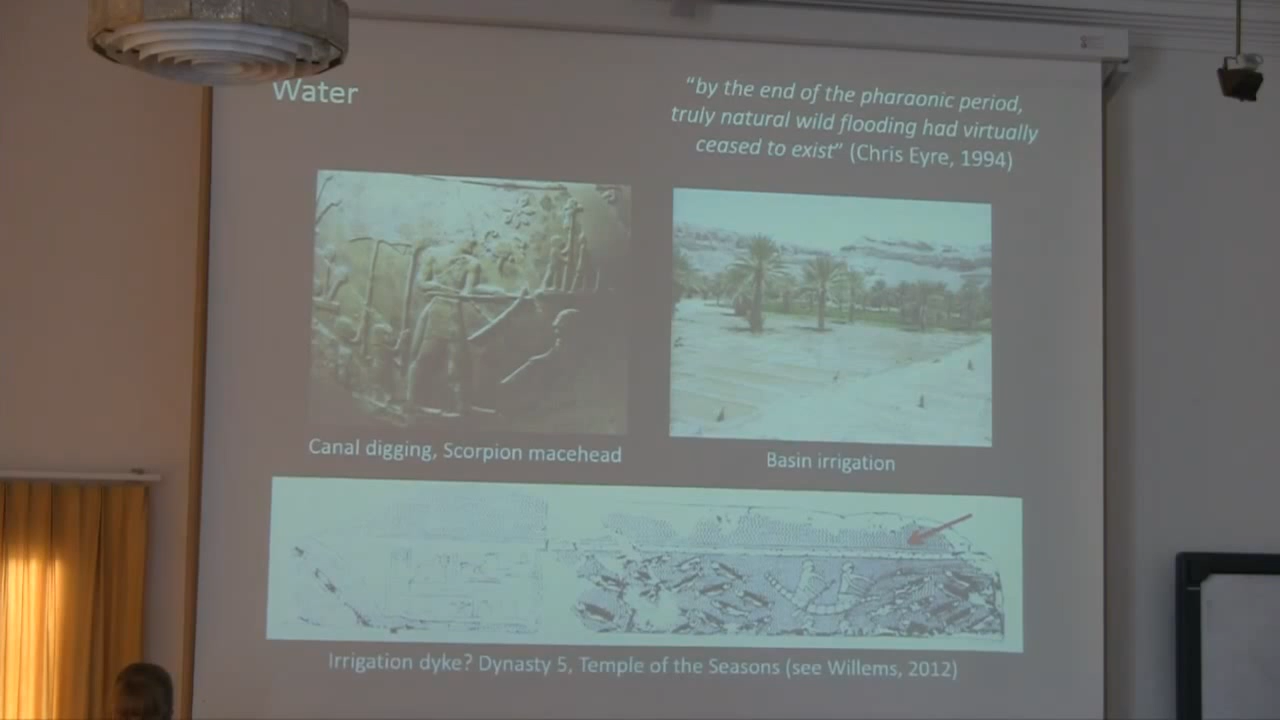 Water
“by the end of the pharaonic period,
truly natural wild flooding had virtually
ceased to exist” (Chris Eyre, 1994)
Canal digging, Scorpion macehead
Basin irrigation
Irrigation dyke? Dynasty 5, Temple of the Seasons (see Willems, 2012)